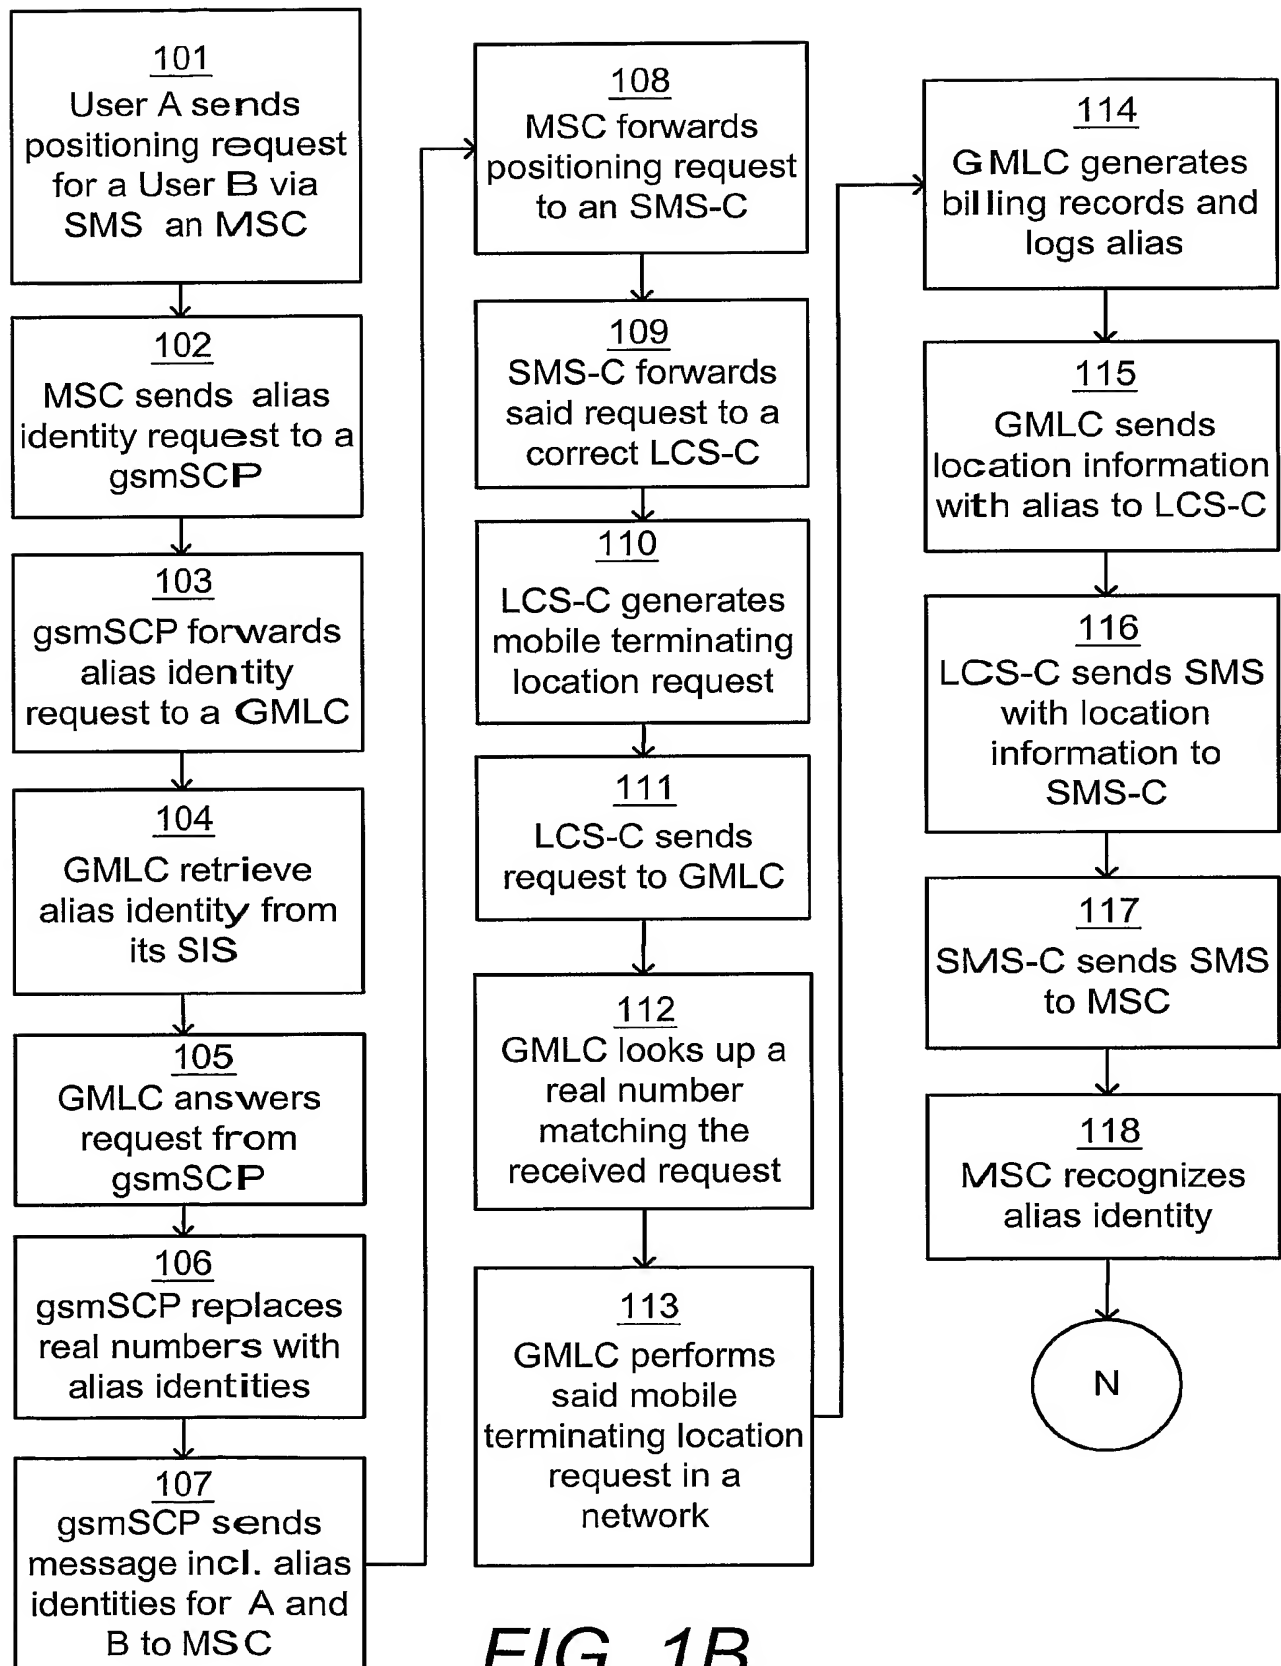 101
User A sends
positioning request
for a User B via
SMS an MSC
102
MSC sends alias
identity request to a
gsmSCP
103
gsmSCP forwards
alias identity
request to a GMLC
104
GMLC retrieve
alias identity from
its SIS
105
GMLC answers
request from
gsmSCP
106
gsmSCP replaces
real numbers with
alias identities
107
gsmSCP sends
message incl. alias
identities for A and
B to MSC
108
MSC forwards
positioning request
to an SMS-C
109
SMS-C forwards
said request to a
correct LCS-C
110
LCS-C generates
mobile terminating
location request
111
LCS-C sends
request to GMLC
112
GMLC looks up a
real number
matching the
received request
113
GMLC performs
said mobile
terminating location
request in a
network
114
GMLC generates
billing records and
logs alias
115
GMLC sends
location information
with alias to LCS-C
116
LCS-C sends SMS
with location
information to
SMS-C
117
SMS-C sends SMS
to MSC
118
MSC recognizes
alias identity
N
FIG. 1B